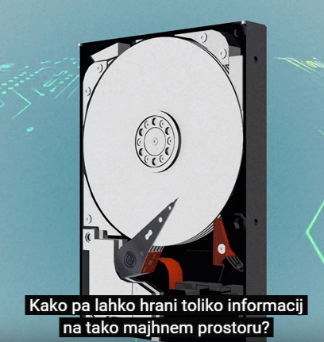 Kako pa lahko hrani toliko informacij
na tako majhnem prostoru?